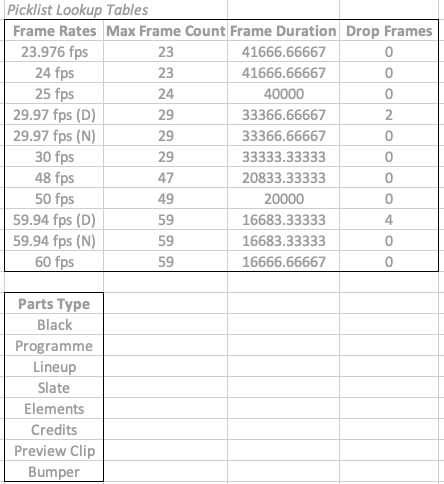 Picklist Lookup Tables
Frame Rates Max Frame Count Frame Duration Drop Frames
23.976 fps 23 41666.66667 0
24 fps 23 41666.66667 0
25 fps 24 40000 0
29.97 fps (D) 29 33366.66667 2
29.97 fps (N) 29 33366.66667 0
30 fps 29 33333.33333 0
48 fps 47 20833.33333 0
50 fps 49 20000 0
59.94 fps (D) 59 16683.33333 4
59.94 fps (N) 59 16683.33333 0
60 fps 59 16666.66667 0
Parts Type
Black
Programme
Lineup
Slate
Elements
Credits
Preview Clip
Bumper